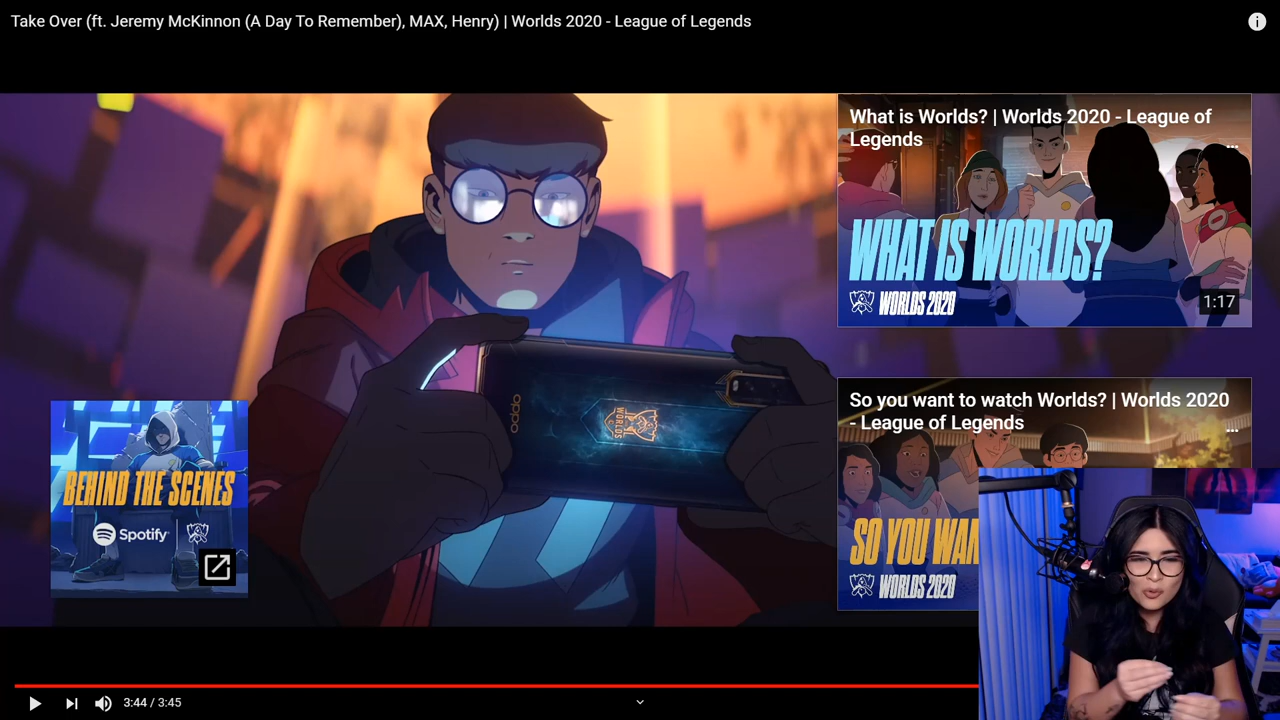 Take Over (ft. Jeremy McKinnon (A Day To Remember), MAX, Henry) | Worlds 2020 - League of Legends
What is Worlds? | Worlds 2020 - League of
Legends
WHAT IS WORLDS?
WORLDS 2020
1:17
oppo
WORLDS
So you want to watch Worlds? | Worlds 2020
- League of Legends
SO YOU WAN
WORLDS 2020
BEHIND THE SCENES
Spotify
3:44 / 3:45